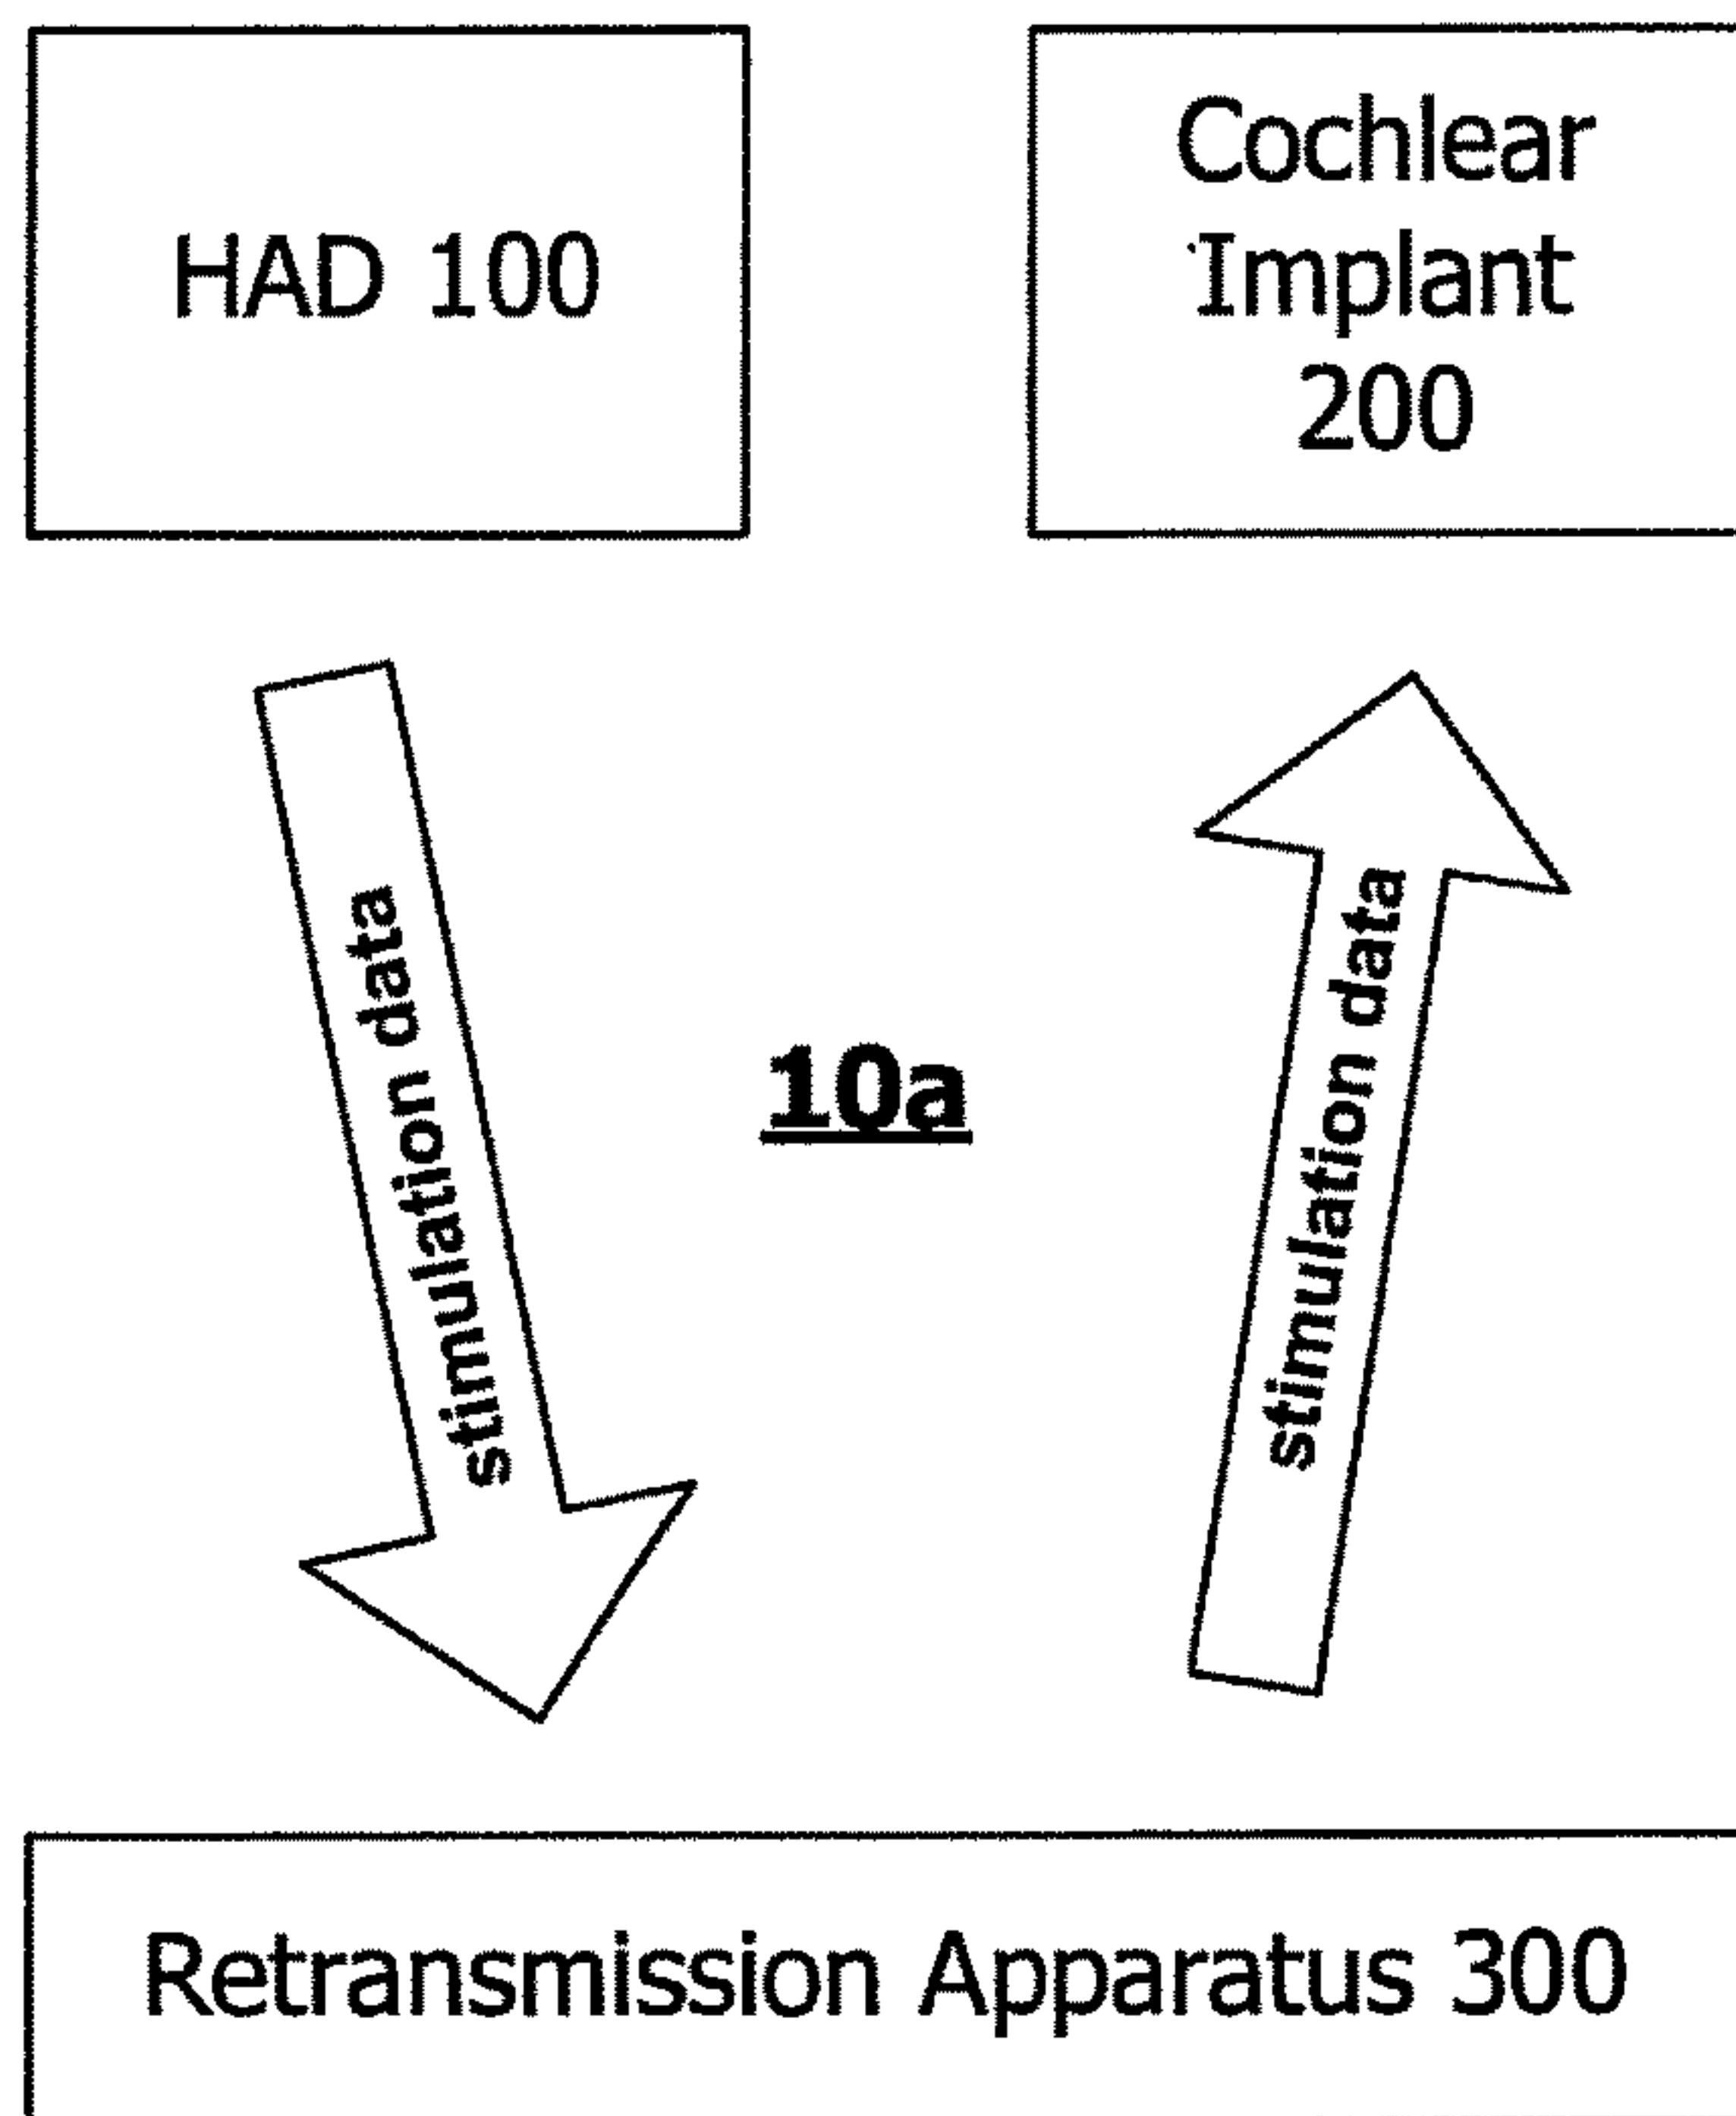 HAD 100
Cochlear
Implant
200
stimulation data
10a
stimulation data
Retransmission Apparatus 300